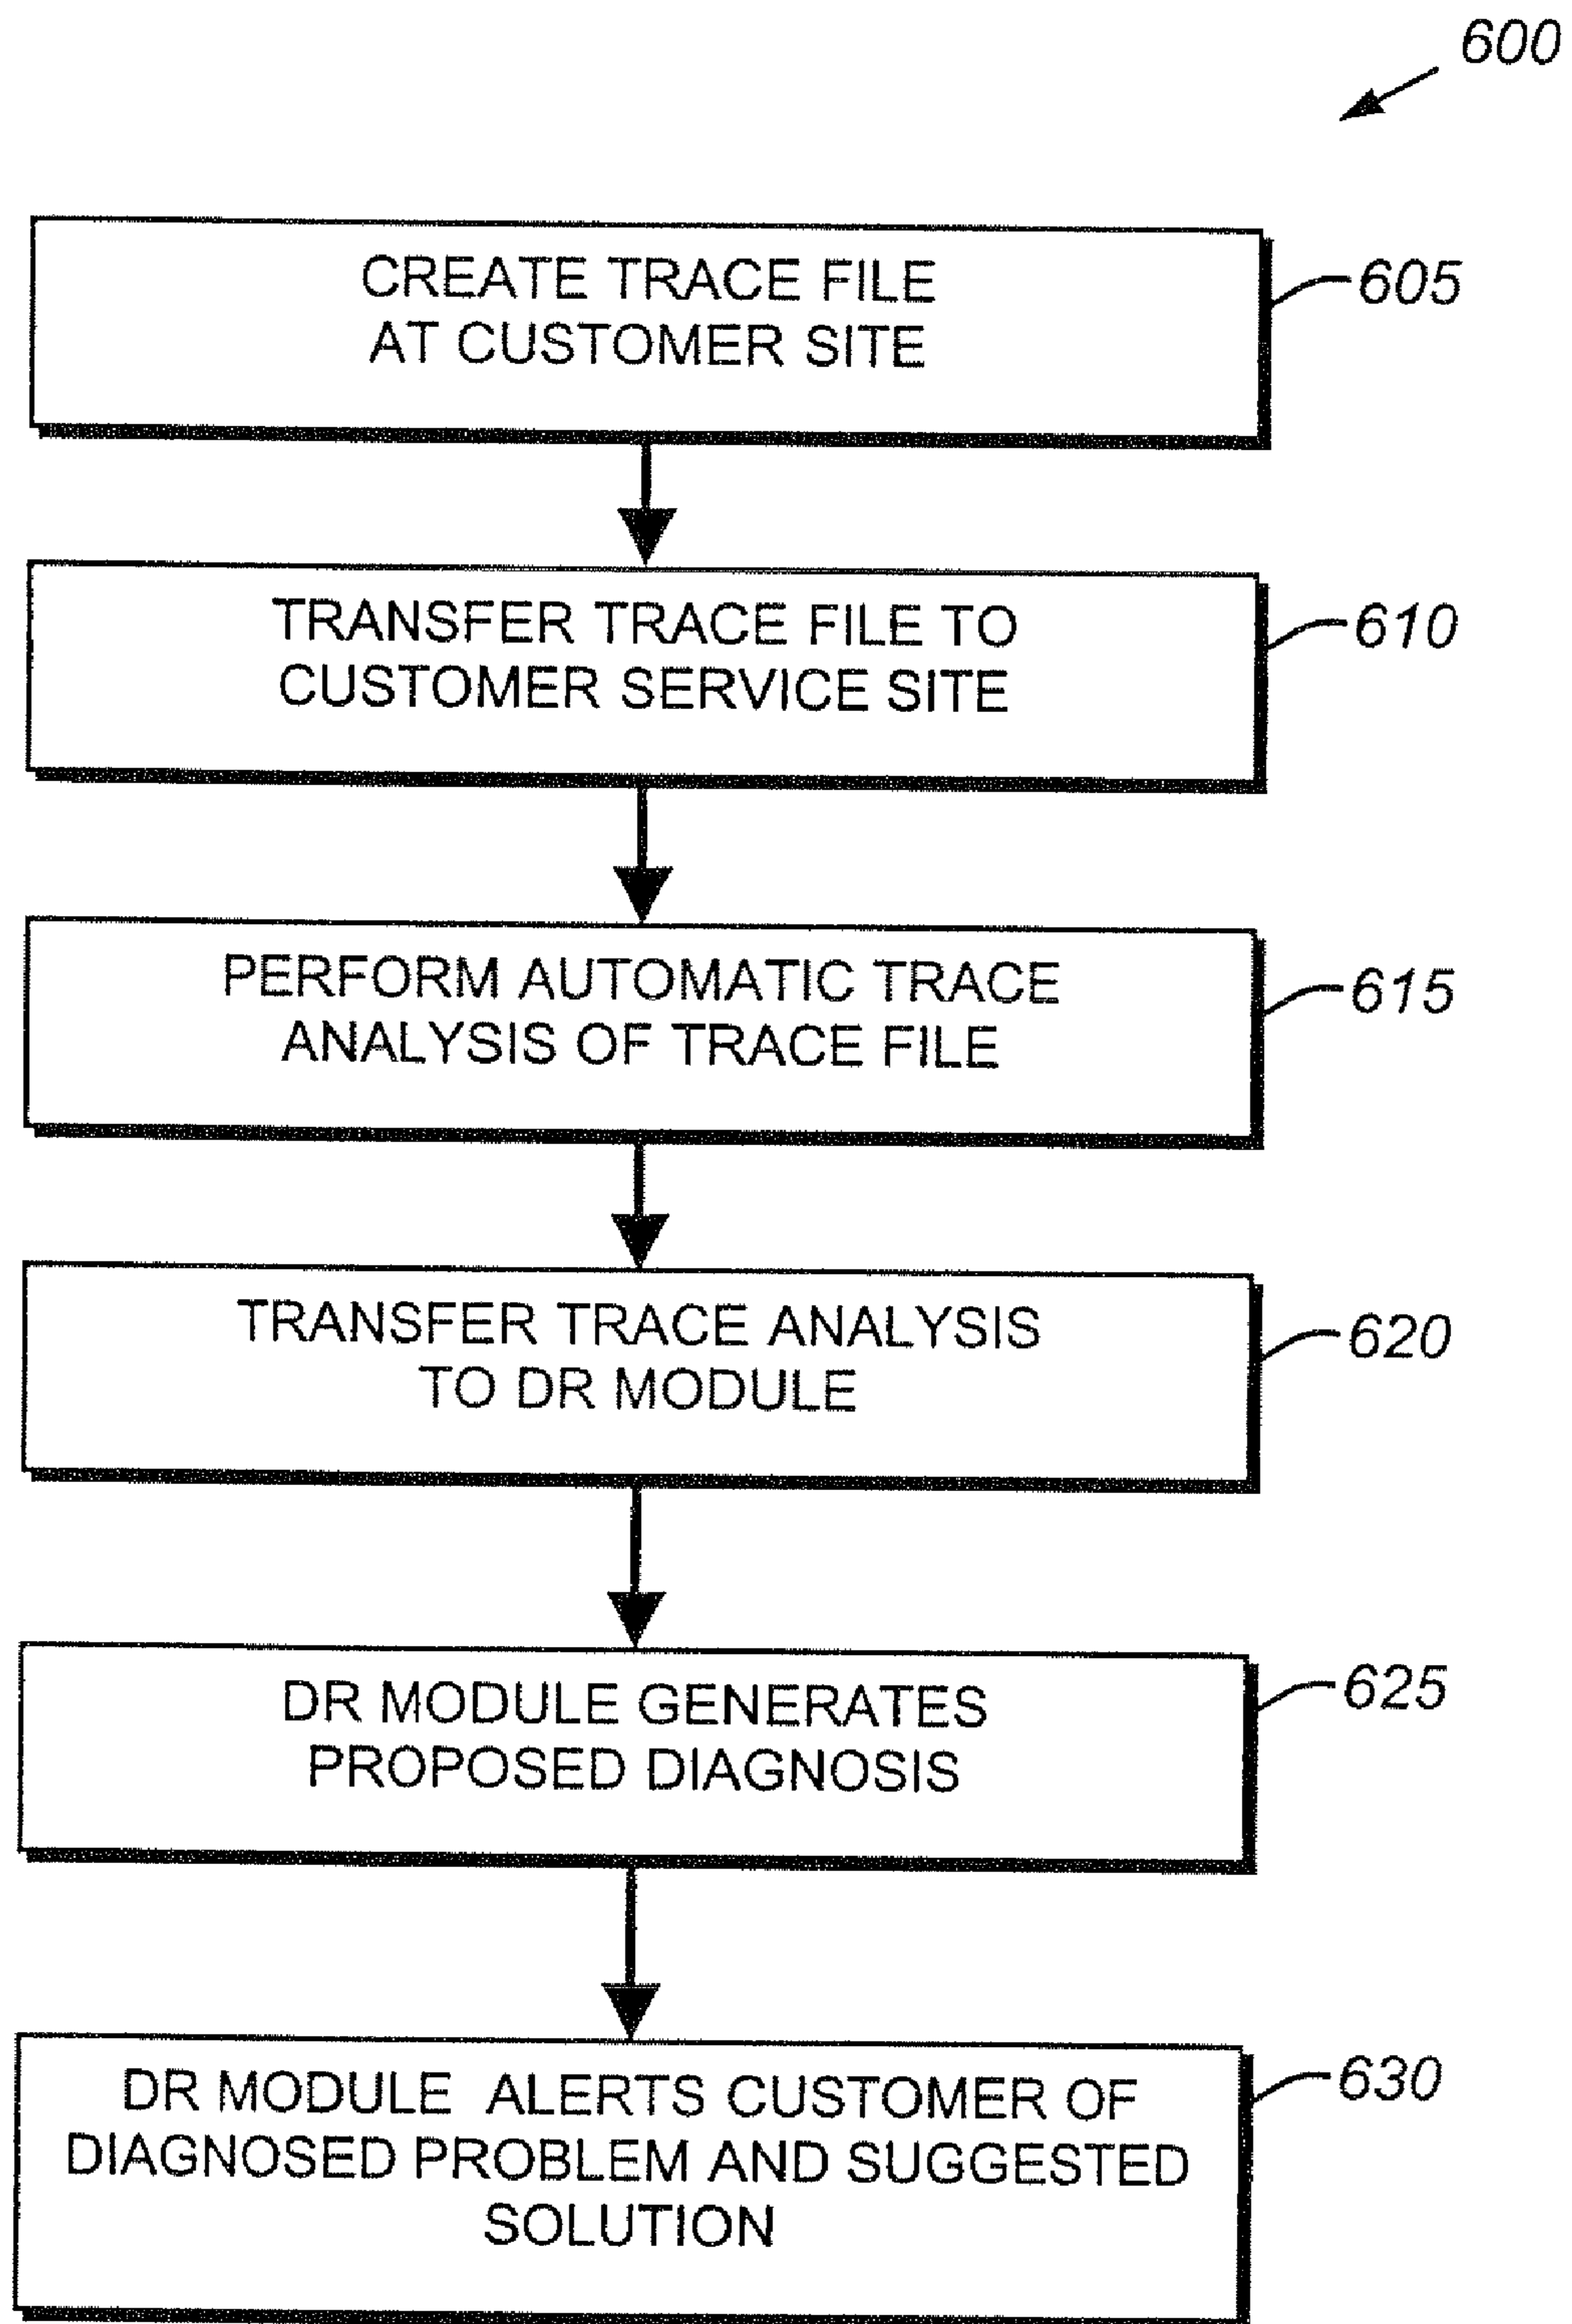 600
CREATE TRACE FILE
AT CUSTOMER SITE
605
TRANSFER TRACE FILE TO
CUSTOMER SERVICE SITE
610
PERFORM AUTOMATIC TRACE
ANALYSIS OF TRACE FILE
615
TRANSFER TRACE ANALYSIS
TO DR MODULE
620
DR MODULE GENERATES
PROPOSED DIAGNOSIS
625
DR MODULE ALERTS CUSTOMER OF
DIAGNOSED PROBLEM AND SUGGESTED
SOLUTION
630